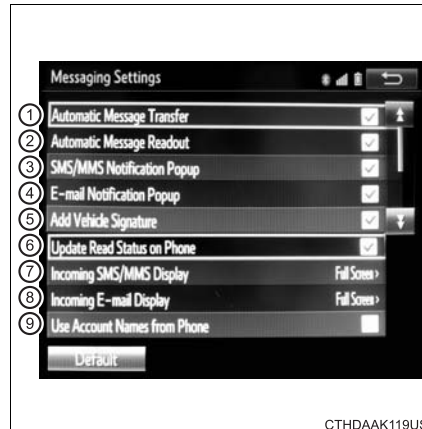 Messaging Settings
1 Automatic Message Transfer
2 Automatic Message Readout
3 SMS/MMS Notification Popup
4 E-mail Notification Popup
5 Add Vehicle Signature
6 Update Read Status on Phone
7 Incoming SMS/MMS Display Full Screen >
8 Incoming E-mail Display Full Screen >
9 Use Account Names from Phone
Default
CTHDAAK119US